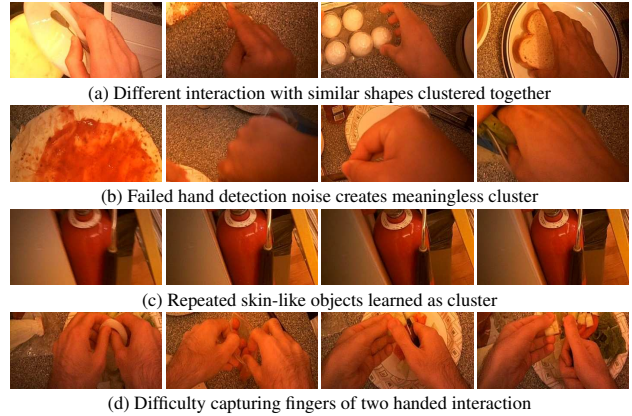 (a) Different interaction with similar shapes clustered together
(b) Failed hand detection noise creates meaningless cluster
(c) Repeated skin-like objects learned as cluster
(d) Difficulty capturing fingers of two handed interaction